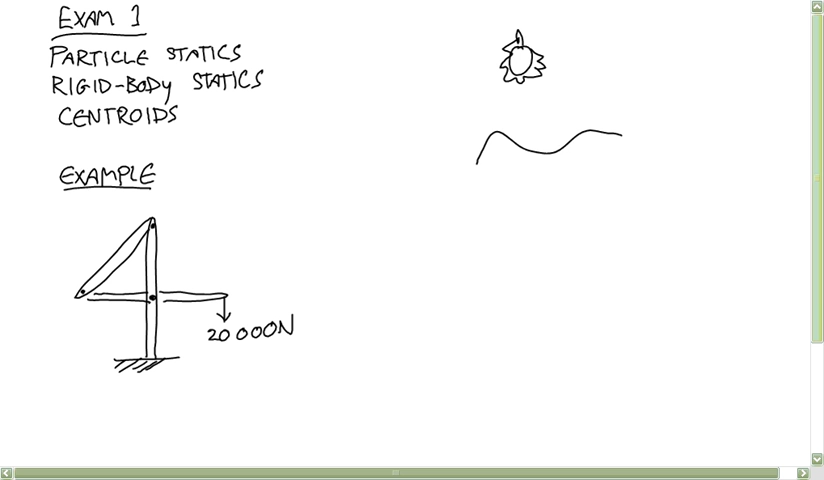 EXAM 1
PARTICLE STATICS
RIGID-BODY STATICS
CENTROIDS
EXAMPLE
20 000N